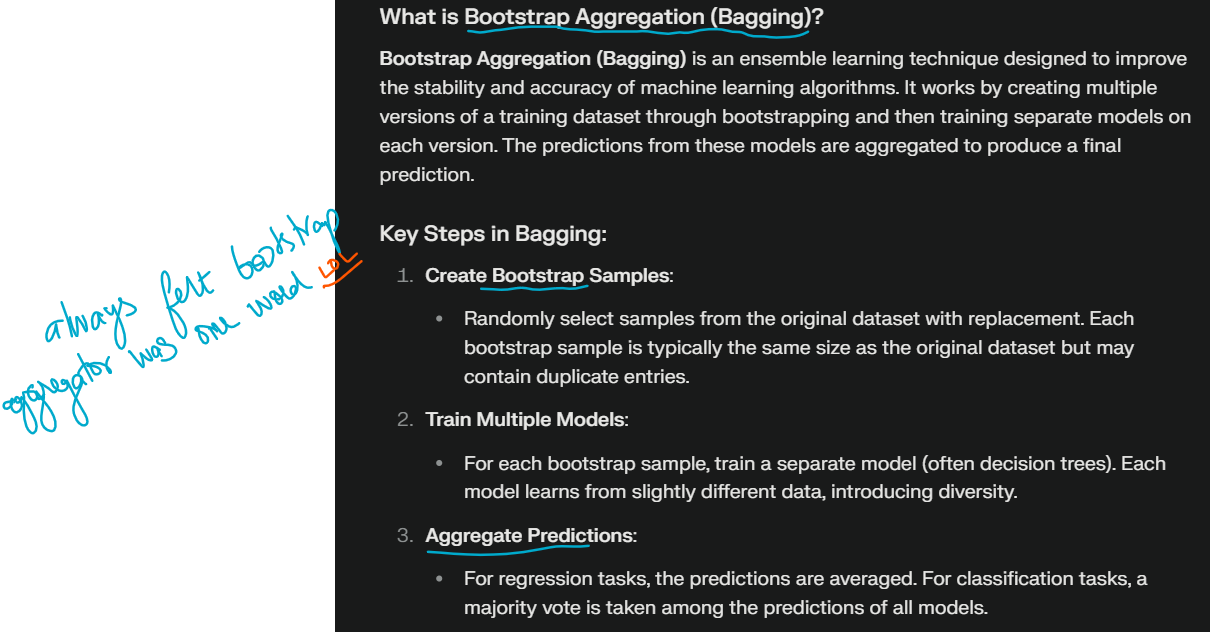 What is Bootstrap Aggregation (Bagging)?
Bootstrap Aggregation (Bagging) is an ensemble learning technique designed to improve
the stability and accuracy of machine learning algorithms. It works by creating multiple
versions of a training dataset through bootstrapping and then training separate models on
each version. The predictions from these models are aggregated to produce a final
prediction.
always felt bootstrap
aggregator was one word LOL
Key Steps in Bagging:
1. Create Bootstrap Samples:
• Randomly select samples from the original dataset with replacement. Each
bootstrap sample is typically the same size as the original dataset but may
contain duplicate entries.
2. Train Multiple Models:
• For each bootstrap sample, train a separate model (often decision trees). Each
model learns from slightly different data, introducing diversity.
3. Aggregate Predictions:
• For regression tasks, the predictions are averaged. For classification tasks, a
majority vote is taken among the predictions of all models.